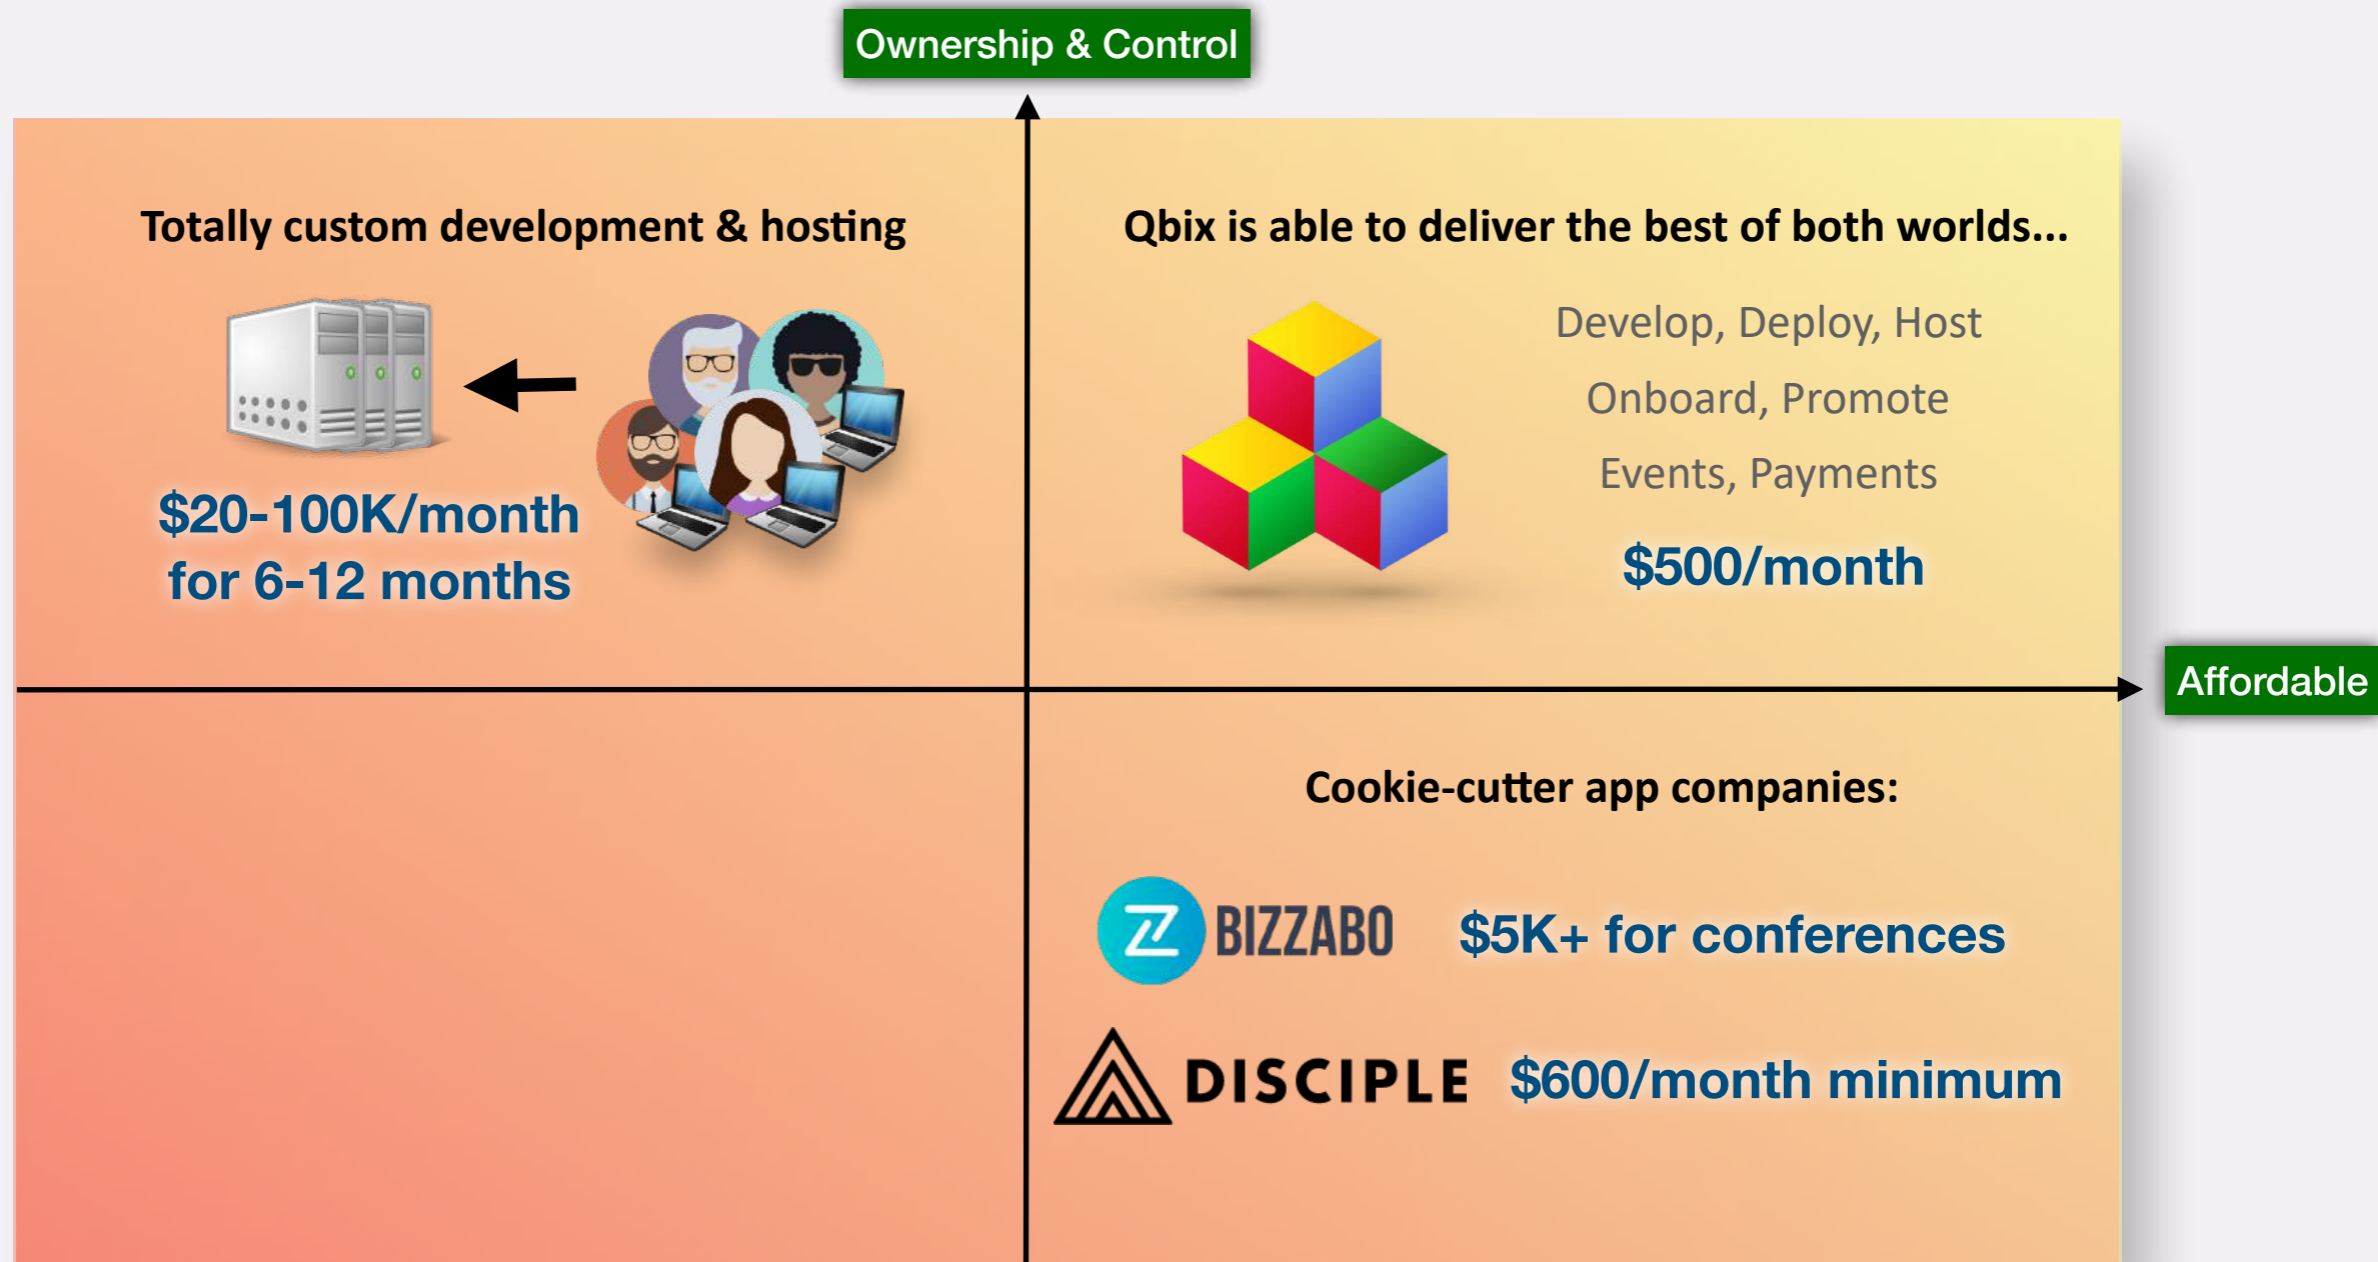 Ownership & Control
Totally custom development & hosting
$20-100K/month
for 6-12 months
Qbix is able to deliver the best of both worlds...
Develop, Deploy, Host
Onboard, Promote
Events, Payments
$500/month
Affordable
Cookie-cutter app companies:
BIZZABO $5K+ for conferences
DISCIPLE $600/month minimum